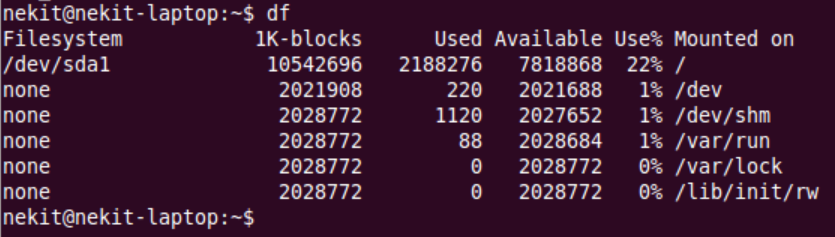 nekit@nekit-laptop:~$ df
Filesystem           1K-blocks      Used Available Use% Mounted on
/dev/sda1             10542696   2188276   7818868  22% /
none                   2021908       220   2021688   1% /dev
none                   2028772      1120   2027652   1% /dev/shm
none                   2028772        88   2028684   1% /var/run
none                   2028772         0   2028772   0% /var/lock
none                   2028772         0   2028772   0% /lib/init/rw
nekit@nekit-laptop:~$